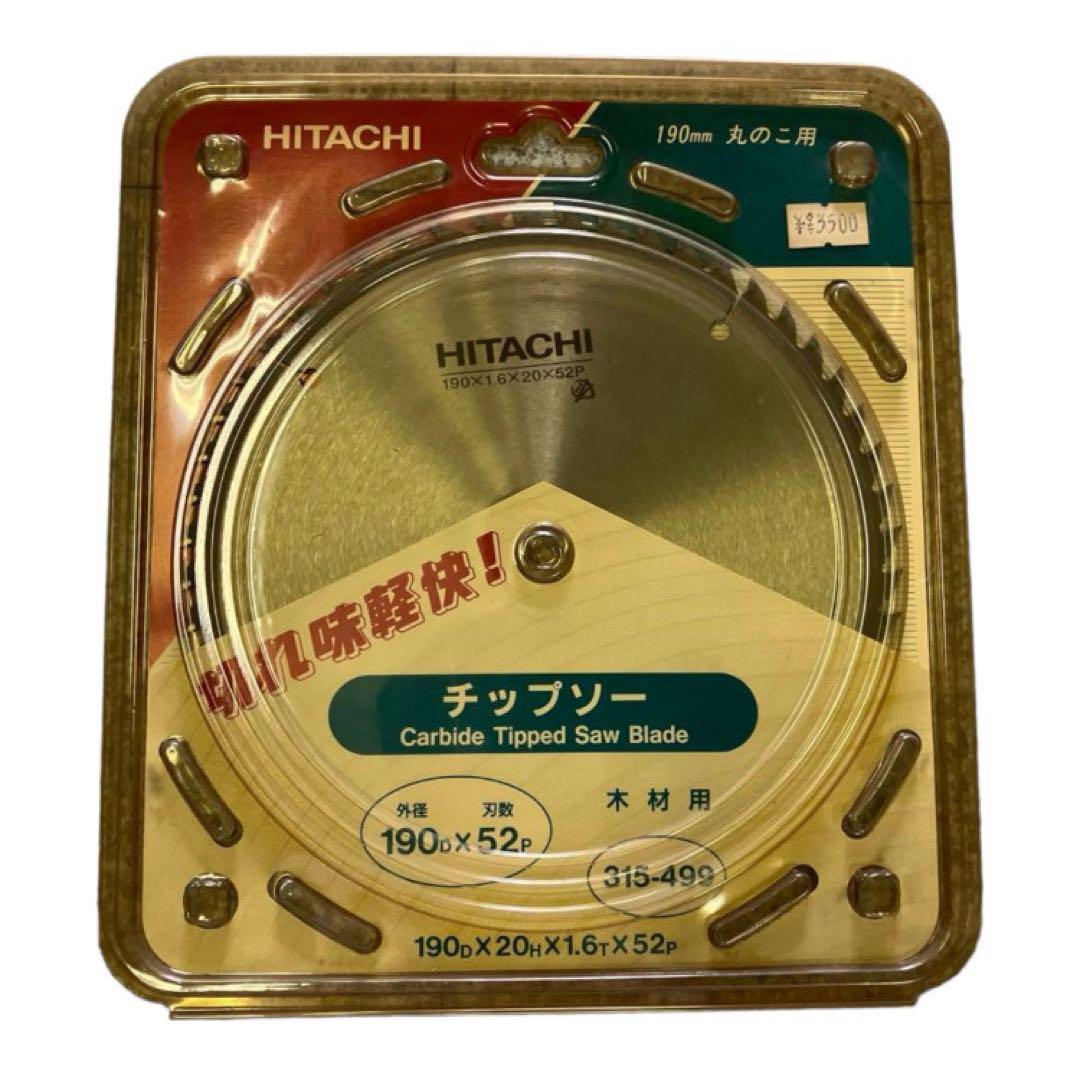 HITACHI
190mm 丸のこ用
3500
HITACHI
190×1.6×20×52P
切れ味軽快!
チップソー
Carbide Tipped Saw Blade
外径 刃数
190D×52P
木材用
315-499
190D×20H×1.6T×52P